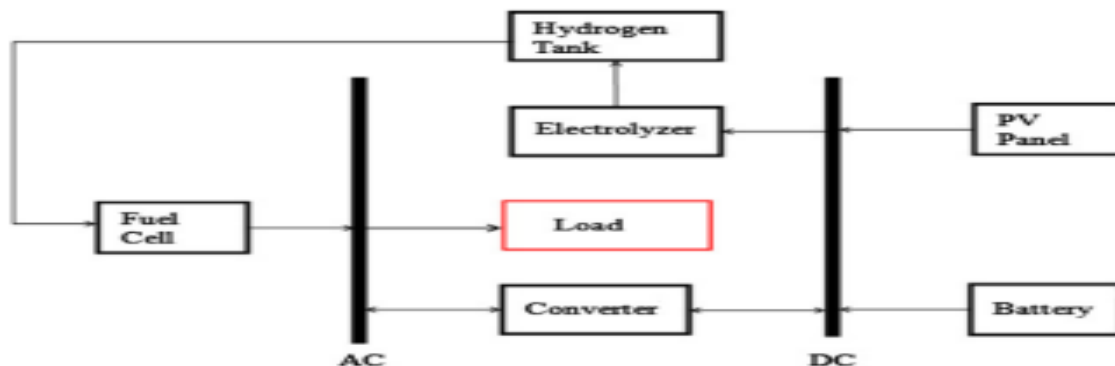 Hydrogen
Tank
Electrolyzer
PV
Panel
Fuel
Cell
Load
Converter
Battery
AC
DC